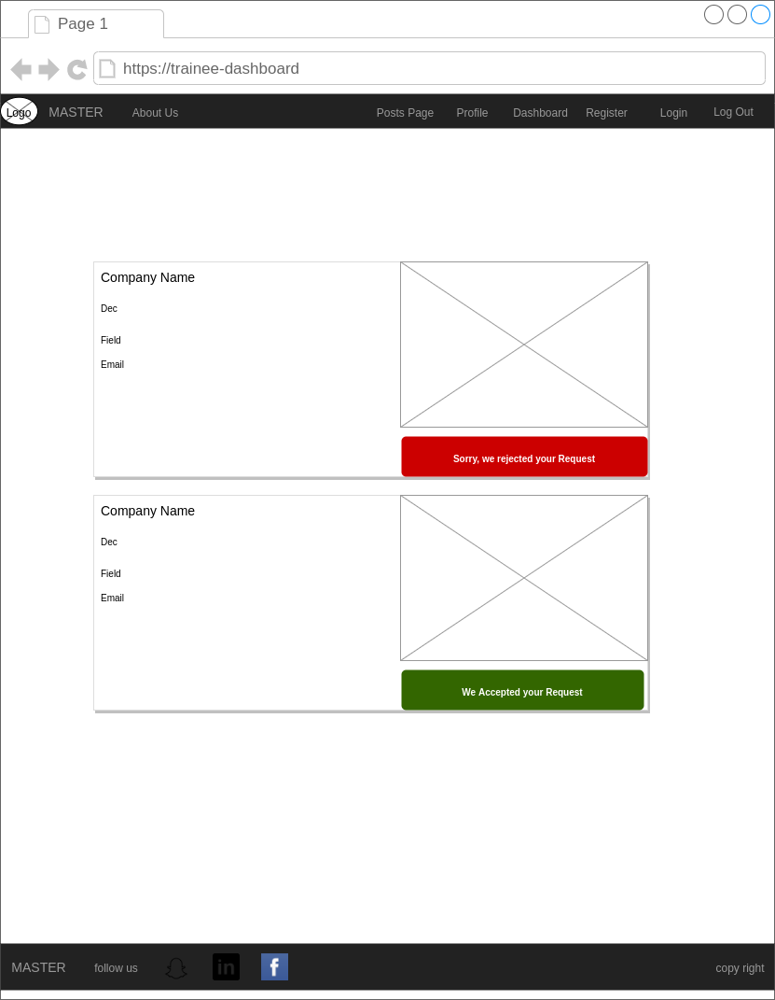 Page 1
https://trainee-dashboard
Logo MASTER About Us Posts Page Profile Dashboard Register Login Log Out
Company Name
Dec
Field
Email
Sorry, we rejected your Request
Company Name
Dec
Field
Email
We Accepted your Request
MASTER follow us in f copy right